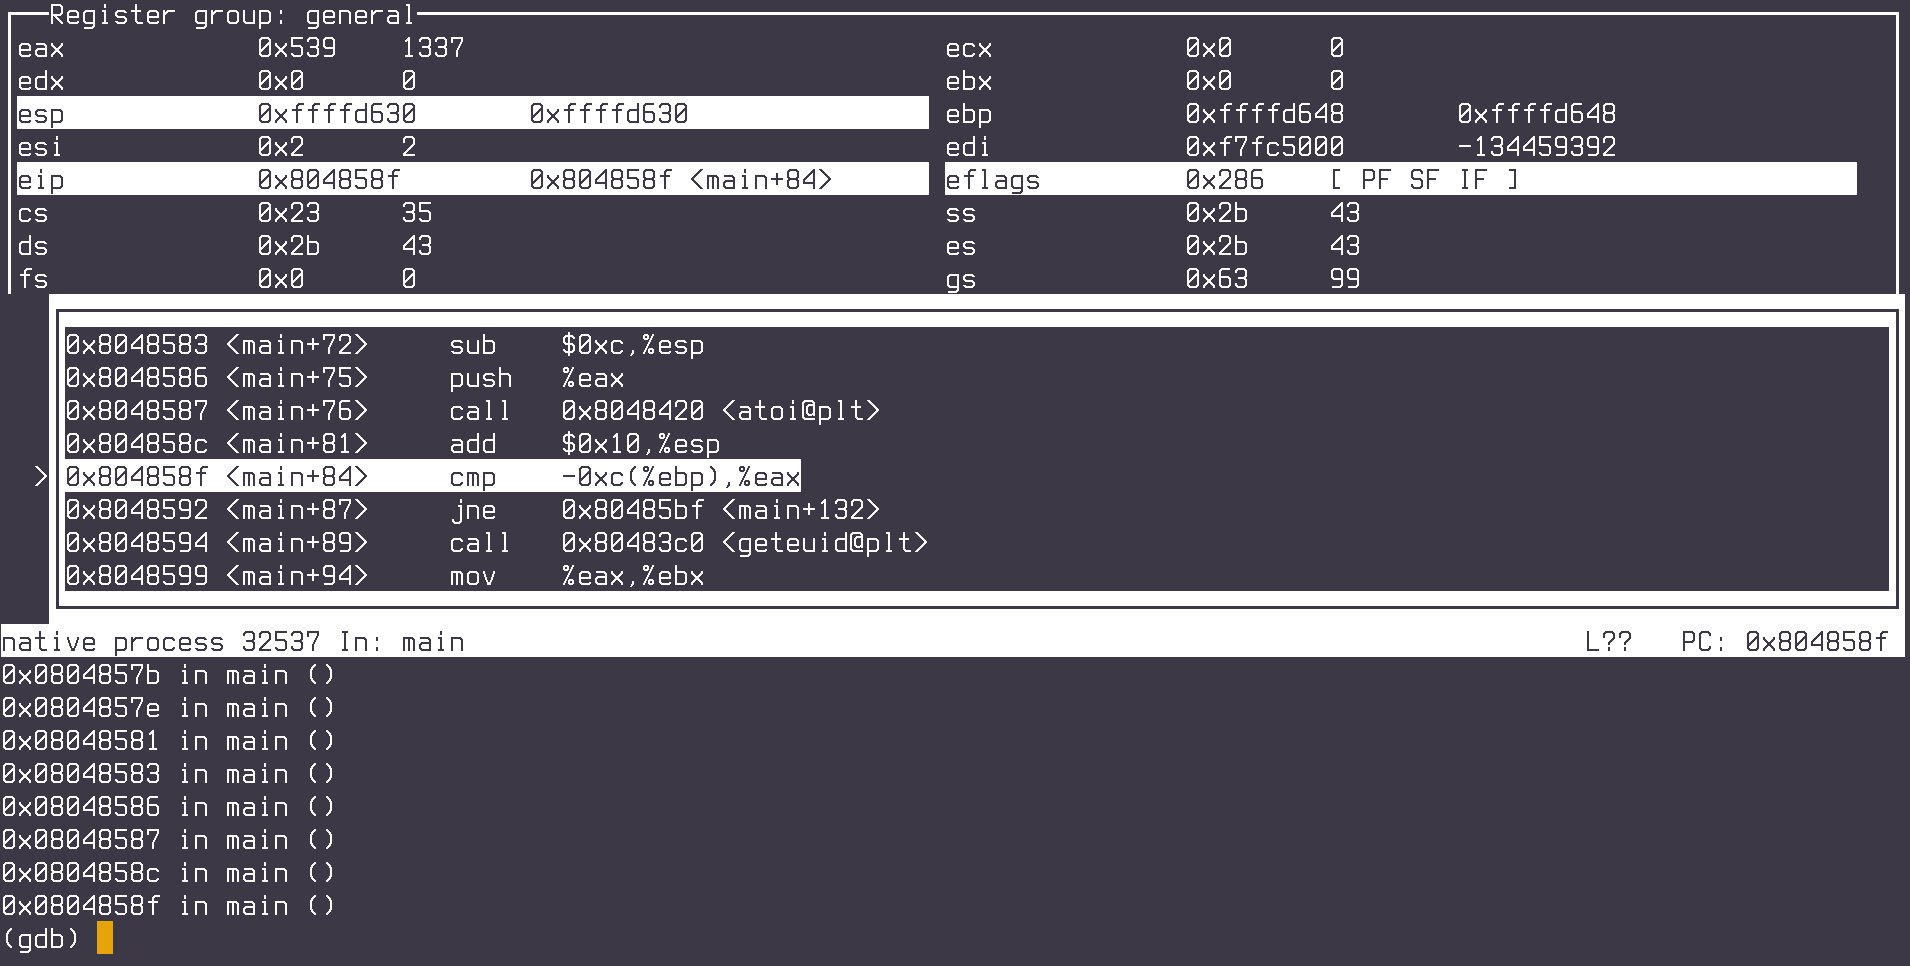 Register group: general
eax 0x539 1337 ecx 0x0 0
edx 0x0 0 ebx 0x0 0
esp 0xffffd630 0xffffd630 ebp 0xffffd648 0xffffd648
esi 0x2 2 edi 0xf7fc5000 -134459392
eip 0x804858f 0x804858f <main+84> eflags 0x286 [ PF SF IF ]
cs 0x23 35 ss 0x2b 43
ds 0x2b 43 es 0x2b 43
fs 0x0 0 gs 0x63 99
0x8048583 <main+72> sub $0xc,%esp
0x8048586 <main+75> push %eax
0x8048587 <main+76> call 0x8048420 <atoi@plt>
0x804858c <main+81> add $0x10,%esp
>0x804858f <main+84> cmp -0xc(%ebp),%eax
0x8048592 <main+87> jne 0x80485bf <main+132>
0x8048594 <main+89> call 0x80483c0 <geteuid@plt>
0x8048599 <main+94> mov %eax,%ebx
native process 32537 In: main L?? PC: 0x804858f
0x0804857b in main ()
0x0804857e in main ()
0x08048581 in main ()
0x08048583 in main ()
0x08048586 in main ()
0x08048587 in main ()
0x0804858c in main ()
0x0804858f in main ()
(gdb)